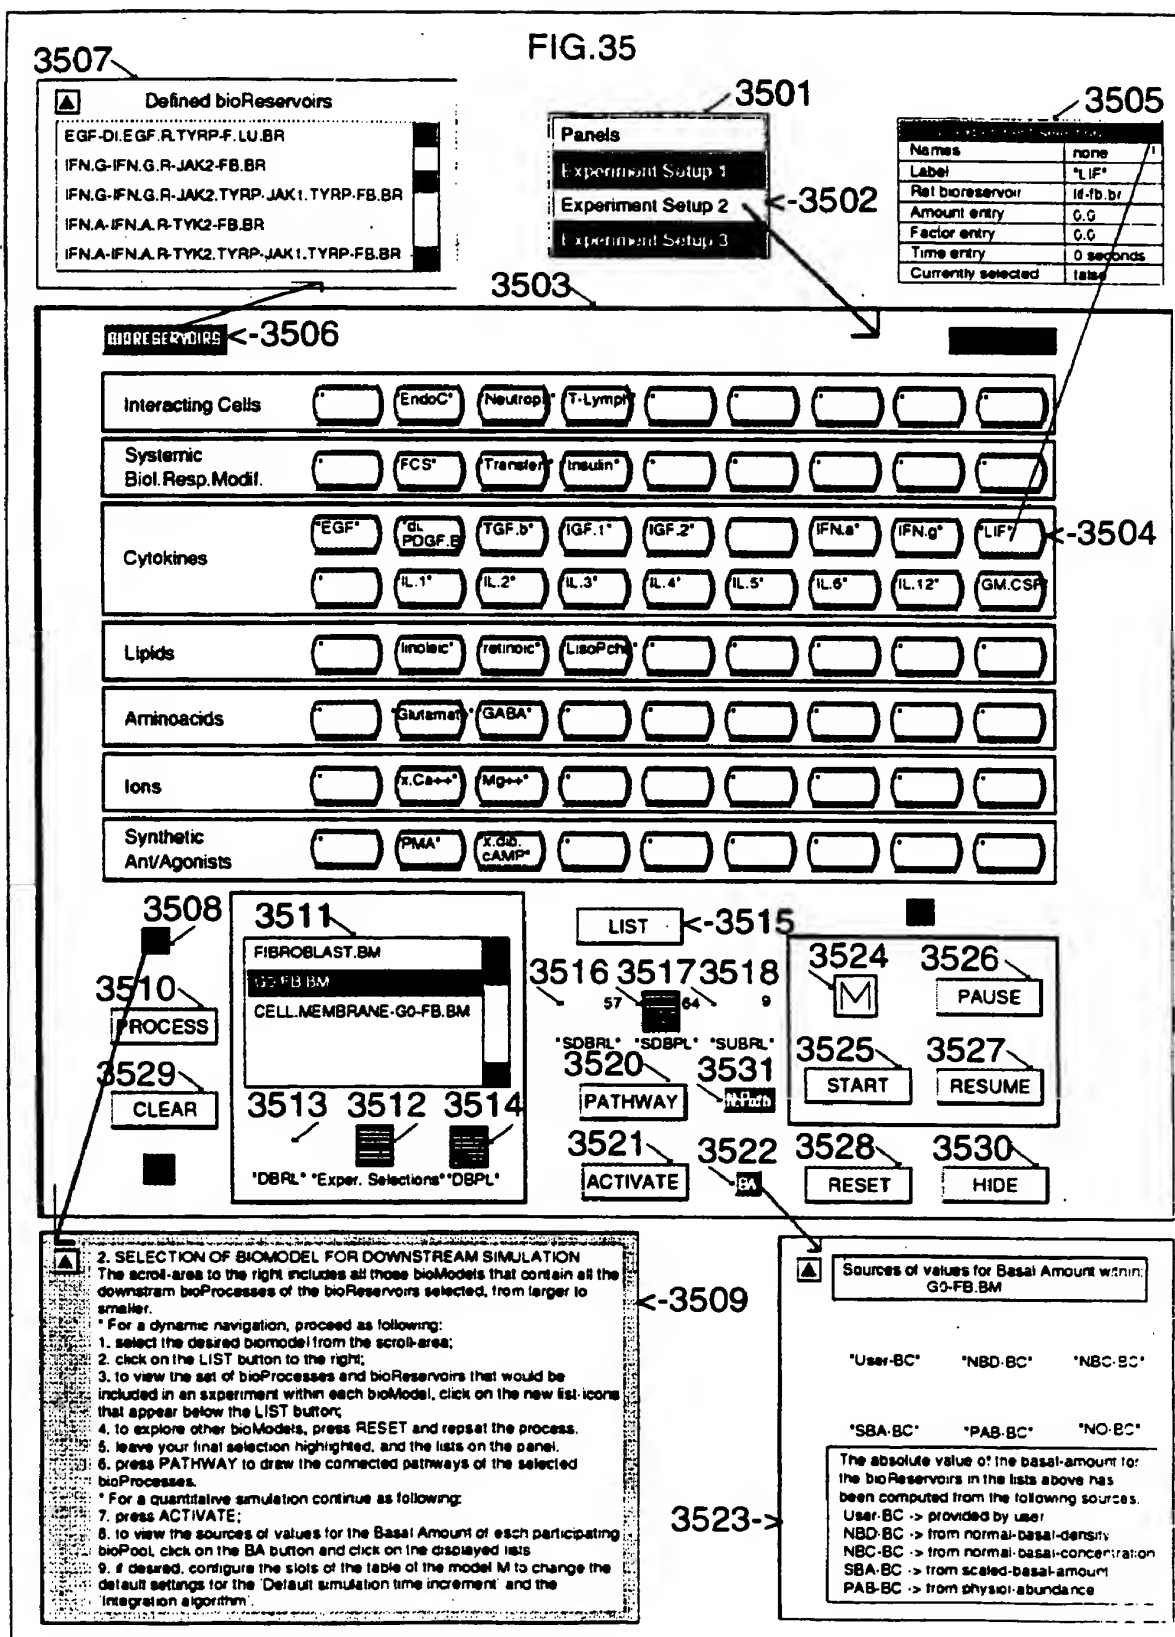 FIG.35
3507
Defined bioReservoirs
EGF-DI.EGF.R.TYRP-F.LU.BR
IFN.G-IFN.G.R-JAK2-FB.BR
IFN.G-IFN.G.R-JAK2.TYRP-JAK1.TYRP-FB.BR
IFN.A-IFN.A.R-TYK2-FB.BR
IFN.A-IFN.A.R-TYK2.TYRP-JAK1.TYRP-FB.BR
3501
Panels
Experiment Setup 1
Experiment Setup 2
<-3502
Experiment Setup 3
3505
Names none
Label "LIF"
Ref bioreservoir lif-fb.br
Amount entry 0.0
Factor entry 0.0
Time entry 0 seconds
Currently selected false
3503
BIORESERVOIRS <-3506
Interacting Cells "EndoC" "Neutroph" "T-Lymph"
Systemic
Biol.Resp.Modif. "FCS" "Transfer" "Insulin"
Cytokines
"EGF" "di. PDGF.B "TGF.b" "IGF.1" "IGF.2" "IFN.a" "IFN.g" "LIF" <-3504
"IL.1" "IL.2" "IL.3" "IL.4" "IL.5" "IL.6" "IL.12" "GM.CSF"
Lipids "linoleic" "retinoic" "LisoPchl"
Aminoacids "Glutamate" "GABA"
Ions "x.Ca++" "Mg++"
Synthetic
Ant/Agonists "PMA" "x.dib. cAMP"
3508
3510
PROCESS
3529
CLEAR
3511
FIBROBLAST.BM
G0-FB.BM
CELL.MEMBRANE-G0-FB.BM
3513 3512 3514
"DBRL" "Exper. Selections" "DBPL"
LIST <-3515
3516 3517 3518
57 64 9
"SDBRL" "SDBPL" "SUBRL"
3520
PATHWAY
3531
N.Path
3521
ACTIVATE
3522
BA
3524
M
3526
PAUSE
3525
START
3527
RESUME
3528
RESET
3530
HIDE
2. SELECTION OF BIOMODEL FOR DOWNSTREAM SIMULATION
The scroll-area to the right includes all those bioModels that contain all the
downstram bioProcesses of the bioReservoirs selected, from larger to
smaller.
* For a dynamic navigation, proceed as following:
1. select the desired biomodel from the scroll-area;
2. click on the LIST button to the right;
3. to view the set of bioProcesses and bioReservoirs that would be
included in an experiment within each bioModel, click on the new list-icons
that appear below the LIST button;
4. to explore other bioModels, press RESET and repeat the process.
5. leave your final selection highlighted, and the lists on the panel.
6. press PATHWAY to draw the connected pathways of the selected
bioProcesses.
* For a quantitative simulation continue as following:
7. press ACTIVATE;
8. to view the sources of values for the Basal Amount of each participating
bioPool, click on the BA button and click on the displayed lists
9. if desired, configure the slots of the table of the model M to change the
default settings for the 'Default simulation time increment' and the
'Integration algorithm'.
<-3509
Sources of values for Basal Amount within:
G0-FB.BM
"User-BC" "NBD-BC" "NBC-BC"
"SBA-BC" "PAB-BC" "NO-BC"
3523->
The absolute value of the basal-amount for
the bioReservoirs in the lists above has
been computed from the following sources.
User-BC -> provided by user
NBD-BC -> from normal-basal-density
NBC-BC -> from normal-basal-concentration
SBA-BC -> from scaled-basal-amount
PAB-BC -> from physiol-abundance